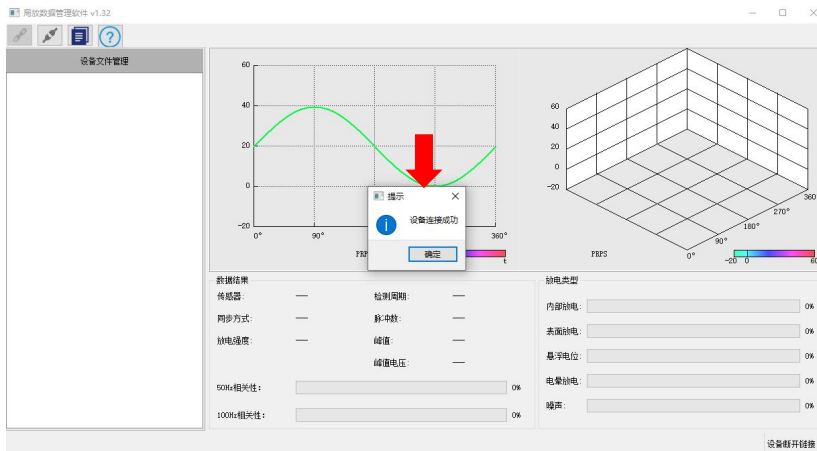 局放数据管理软件 v1.32
设备文件管理
60
40
20
0
-20
0°
90°
360°
PRP
t
60
40
20
0
-20
0°
90°
180°
270°
360
PRPS
-20 0 60
提示
设备连接成功
确定
数据结果
传感器: —— 检测周期: ——
同步方式: —— 脉冲数: ——
放电强度: —— 峰值: ——
峰值电压: ——
50Hz相关性: 0%
100Hz相关性: 0%
放电类型
内部放电: 0%
表面放电: 0%
悬浮电位: 0%
电晕放电: 0%
噪声: 0%
设备断开链接